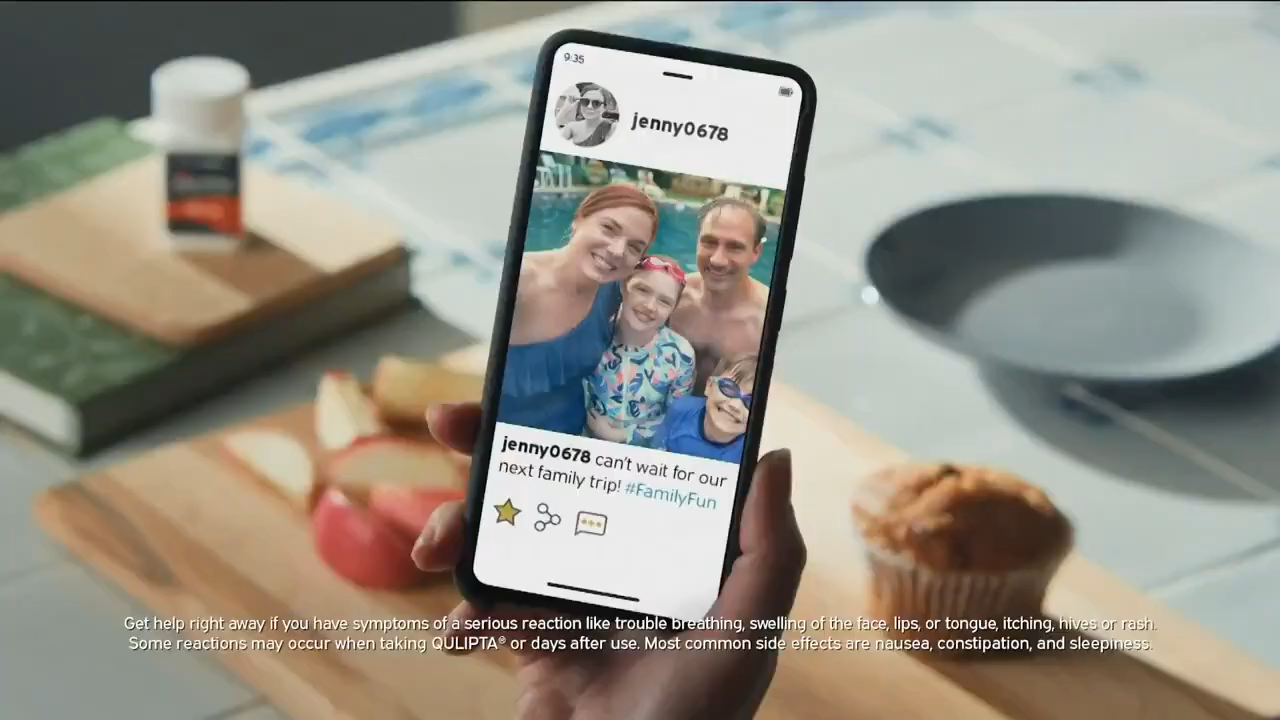 9:35
jenny0678
jenny0678 can't wait for our
next family trip! #FamilyFun
Get help right away if you have symptoms of a serious reaction like trouble breathing, swelling of the face, lips, or tongue, itching, hives or rash.
Some reactions may occur when taking QULIPTA® or days after use. Most common side effects are nausea, constipation, and sleepiness.